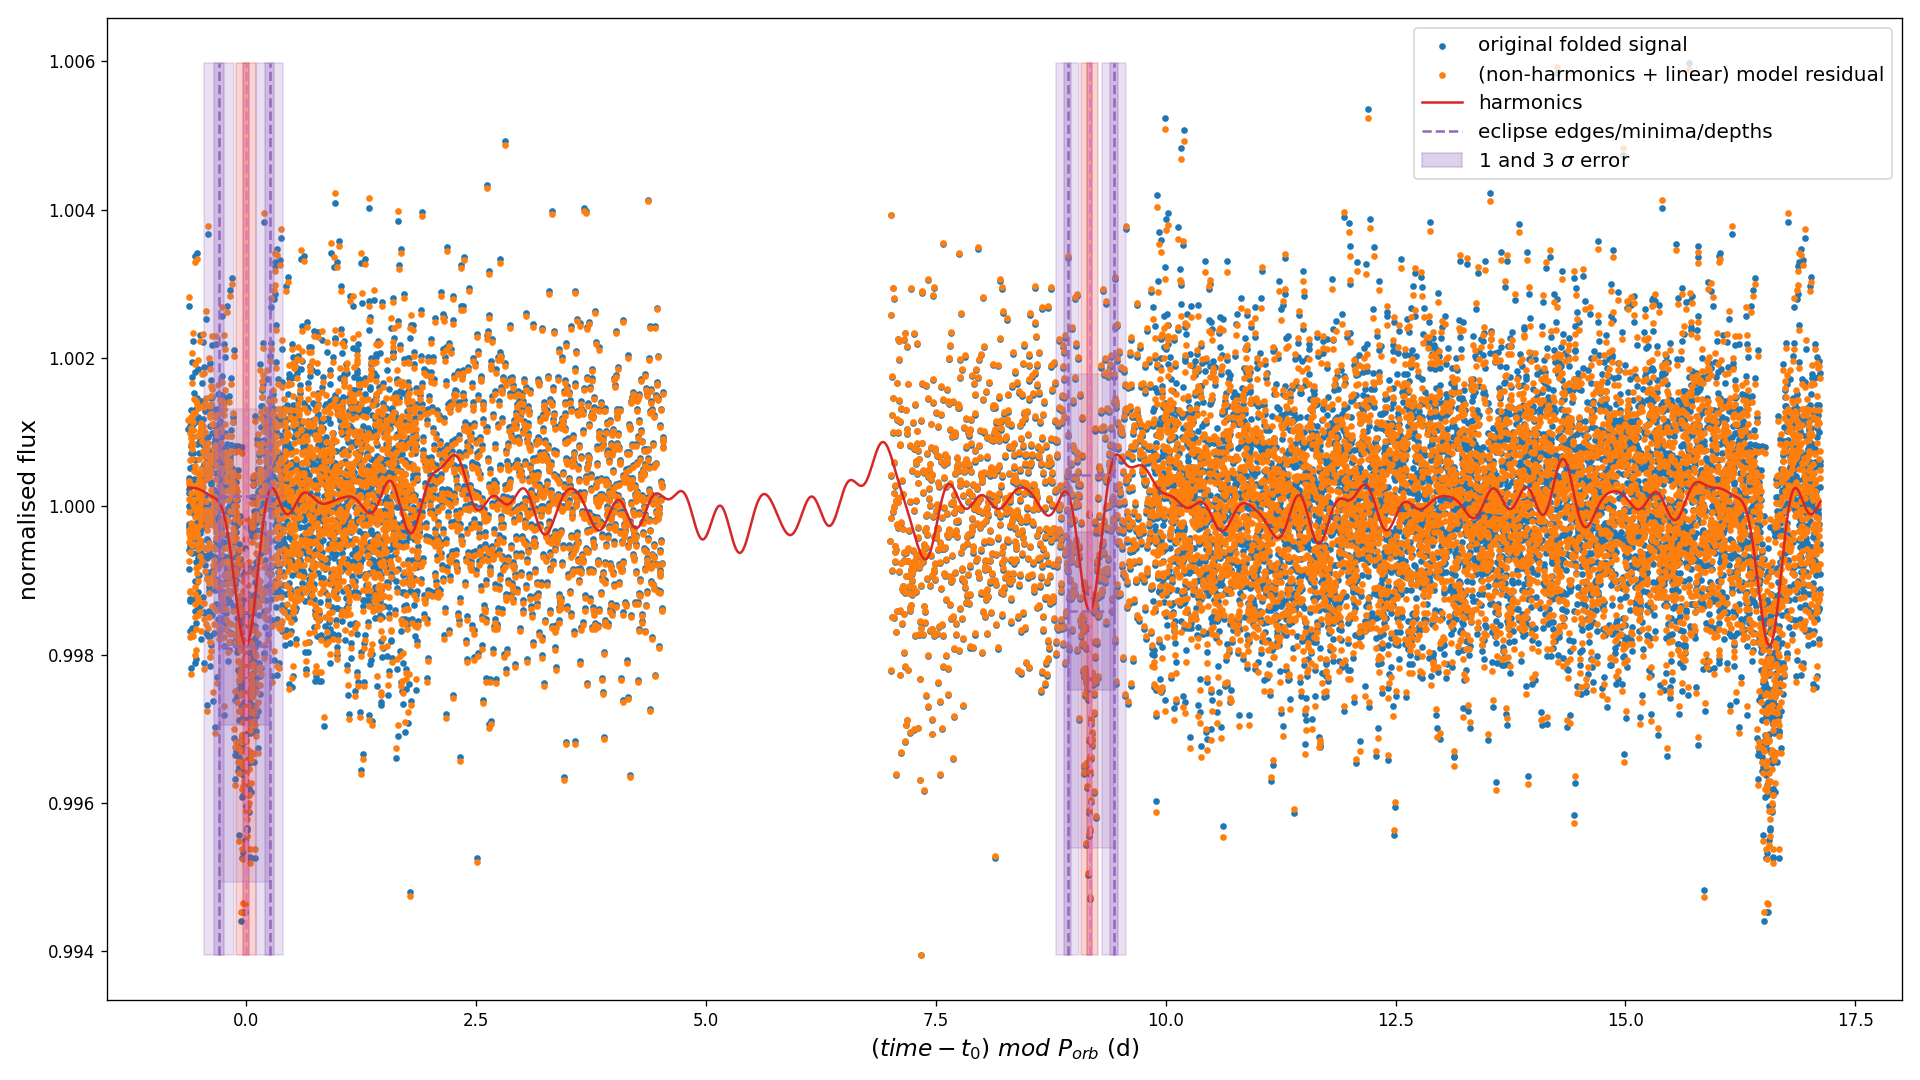 original folded signal
(non-harmonics + linear) model residual
harmonics
eclipse edges/minima/depths
1 and 3 σ error
normalised flux
1.006
1.004
1.002
1.000
0.998
0.996
0.994
0.0 2.5 5.0 7.5 10.0 12.5 15.0 17.5
(time − t₀) mod Pₒᵣb (d)